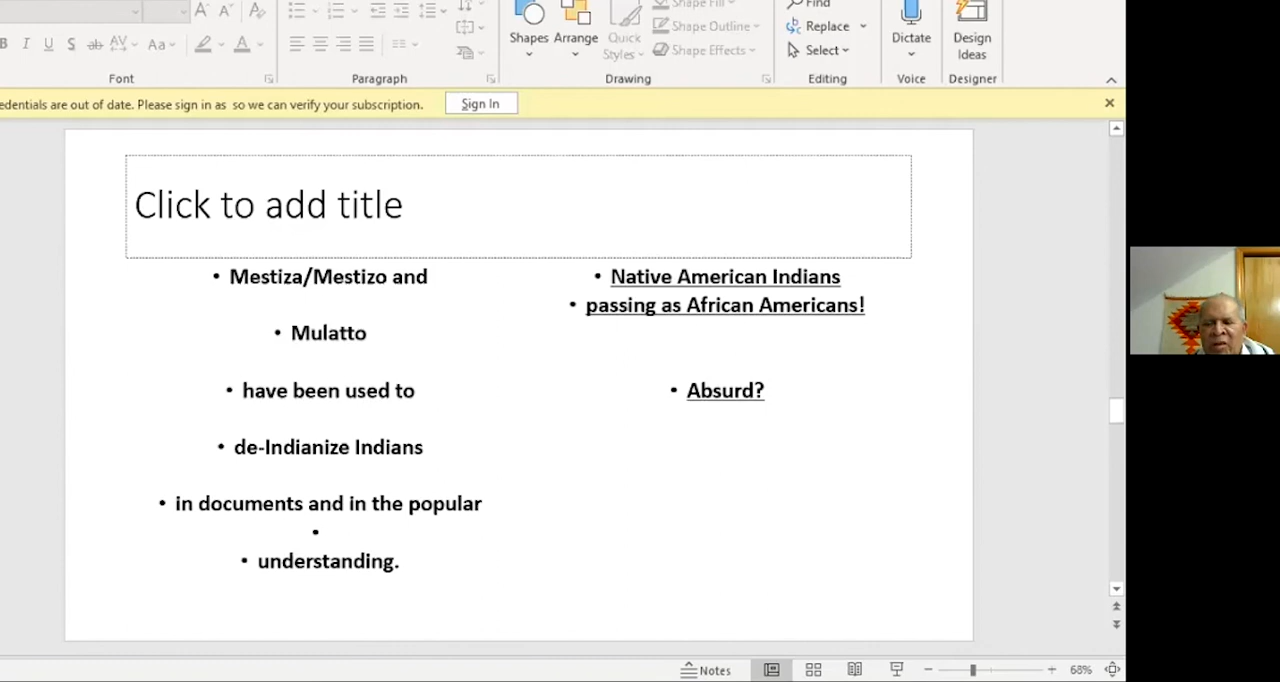 Find
Shape Fill
Shapes
Arrange
Quick
Styles
Shape Outline
Shape Effects
Replace
Select
Dictate
Design
Ideas
B I U S ab AV Aa A
Font
Paragraph
Drawing
Editing
Voice
Designer
edentials are out of date. Please sign in as so we can verify your subscription.
Sign In
Click to add title
• Mestiza/Mestizo and
• Mulatto
• have been used to
• de-Indianize Indians
• in documents and in the popular
•
• understanding.
• Native American Indians
• passing as African Americans!
• Absurd?
Notes
68%